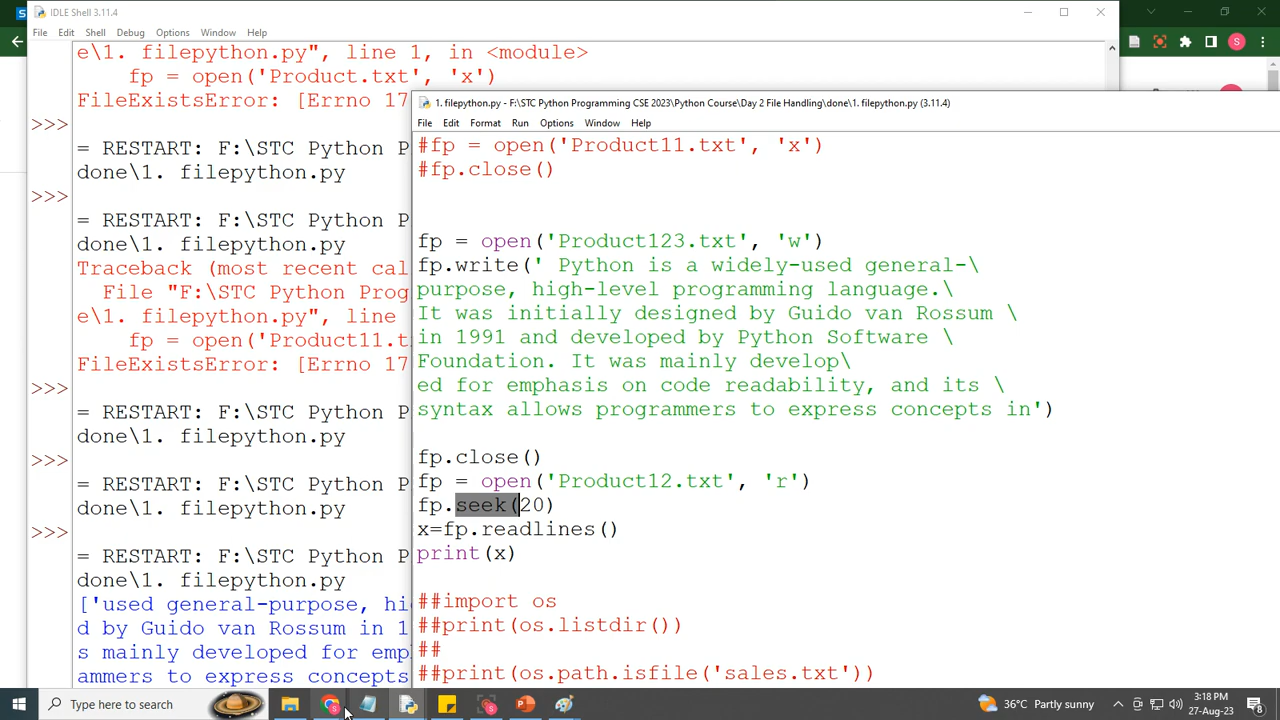 IDLE Shell 3.11.4
File Edit Shell Debug Options Window Help
e\1. filepython.py", line 1, in <module>
fp = open('Product.txt', 'x')
FileExistsError: [Errno 17
>>>
= RESTART: F:\STC Python P
done\1. filepython.py
>>>
= RESTART: F:\STC Python P
done\1. filepython.py
Traceback (most recent cal
File "F:\STC Python Prog
e\1. filepython.py", line
fp = open('Product11.t
FileExistsError: [Errno 17
>>>
= RESTART: F:\STC Python P
done\1. filepython.py
>>>
= RESTART: F:\STC Python P
done\1. filepython.py
>>>
= RESTART: F:\STC Python P
done\1. filepython.py
['used general-purpose, hi
d by Guido van Rossum in 1
s mainly developed for emp
ammers to express concepts
1. filepython.py - F:\STC Python Programming CSE 2023\Python Course\Day 2 File Handling\done\1. filepython.py (3.11.4)
File Edit Format Run Options Window Help
#fp = open('Product11.txt', 'x')
#fp.close()
fp = open('Product123.txt', 'w')
fp.write(' Python is a widely-used general-\
purpose, high-level programming language.\
It was initially designed by Guido van Rossum \
in 1991 and developed by Python Software \
Foundation. It was mainly develop\
ed for emphasis on code readability, and its \
syntax allows programmers to express concepts in')
fp.close()
fp = open('Product12.txt', 'r')
fp.seek(20)
x=fp.readlines()
print(x)
##import os
##print(os.listdir())
##
##print(os.path.isfile('sales.txt'))
S
Type here to search
36°C Partly sunny
3:18 PM
27-Aug-23
8